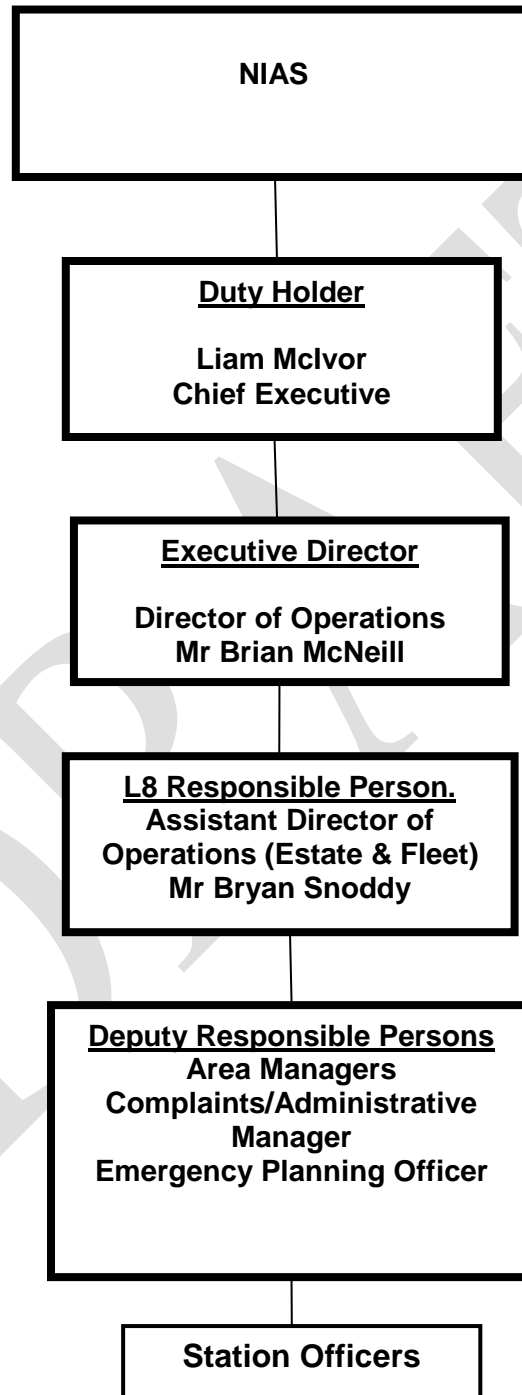 NIAS
Duty Holder
Liam McIvor
Chief Executive
Executive Director
Director of Operations
Mr Brian McNeill
L8 Responsible Person.
Assistant Director of
Operations (Estate & Fleet)
Mr Bryan Snoddy
Deputy Responsible Persons
Area Managers
Complaints/Administrative
Manager
Emergency Planning Officer
Station Officers